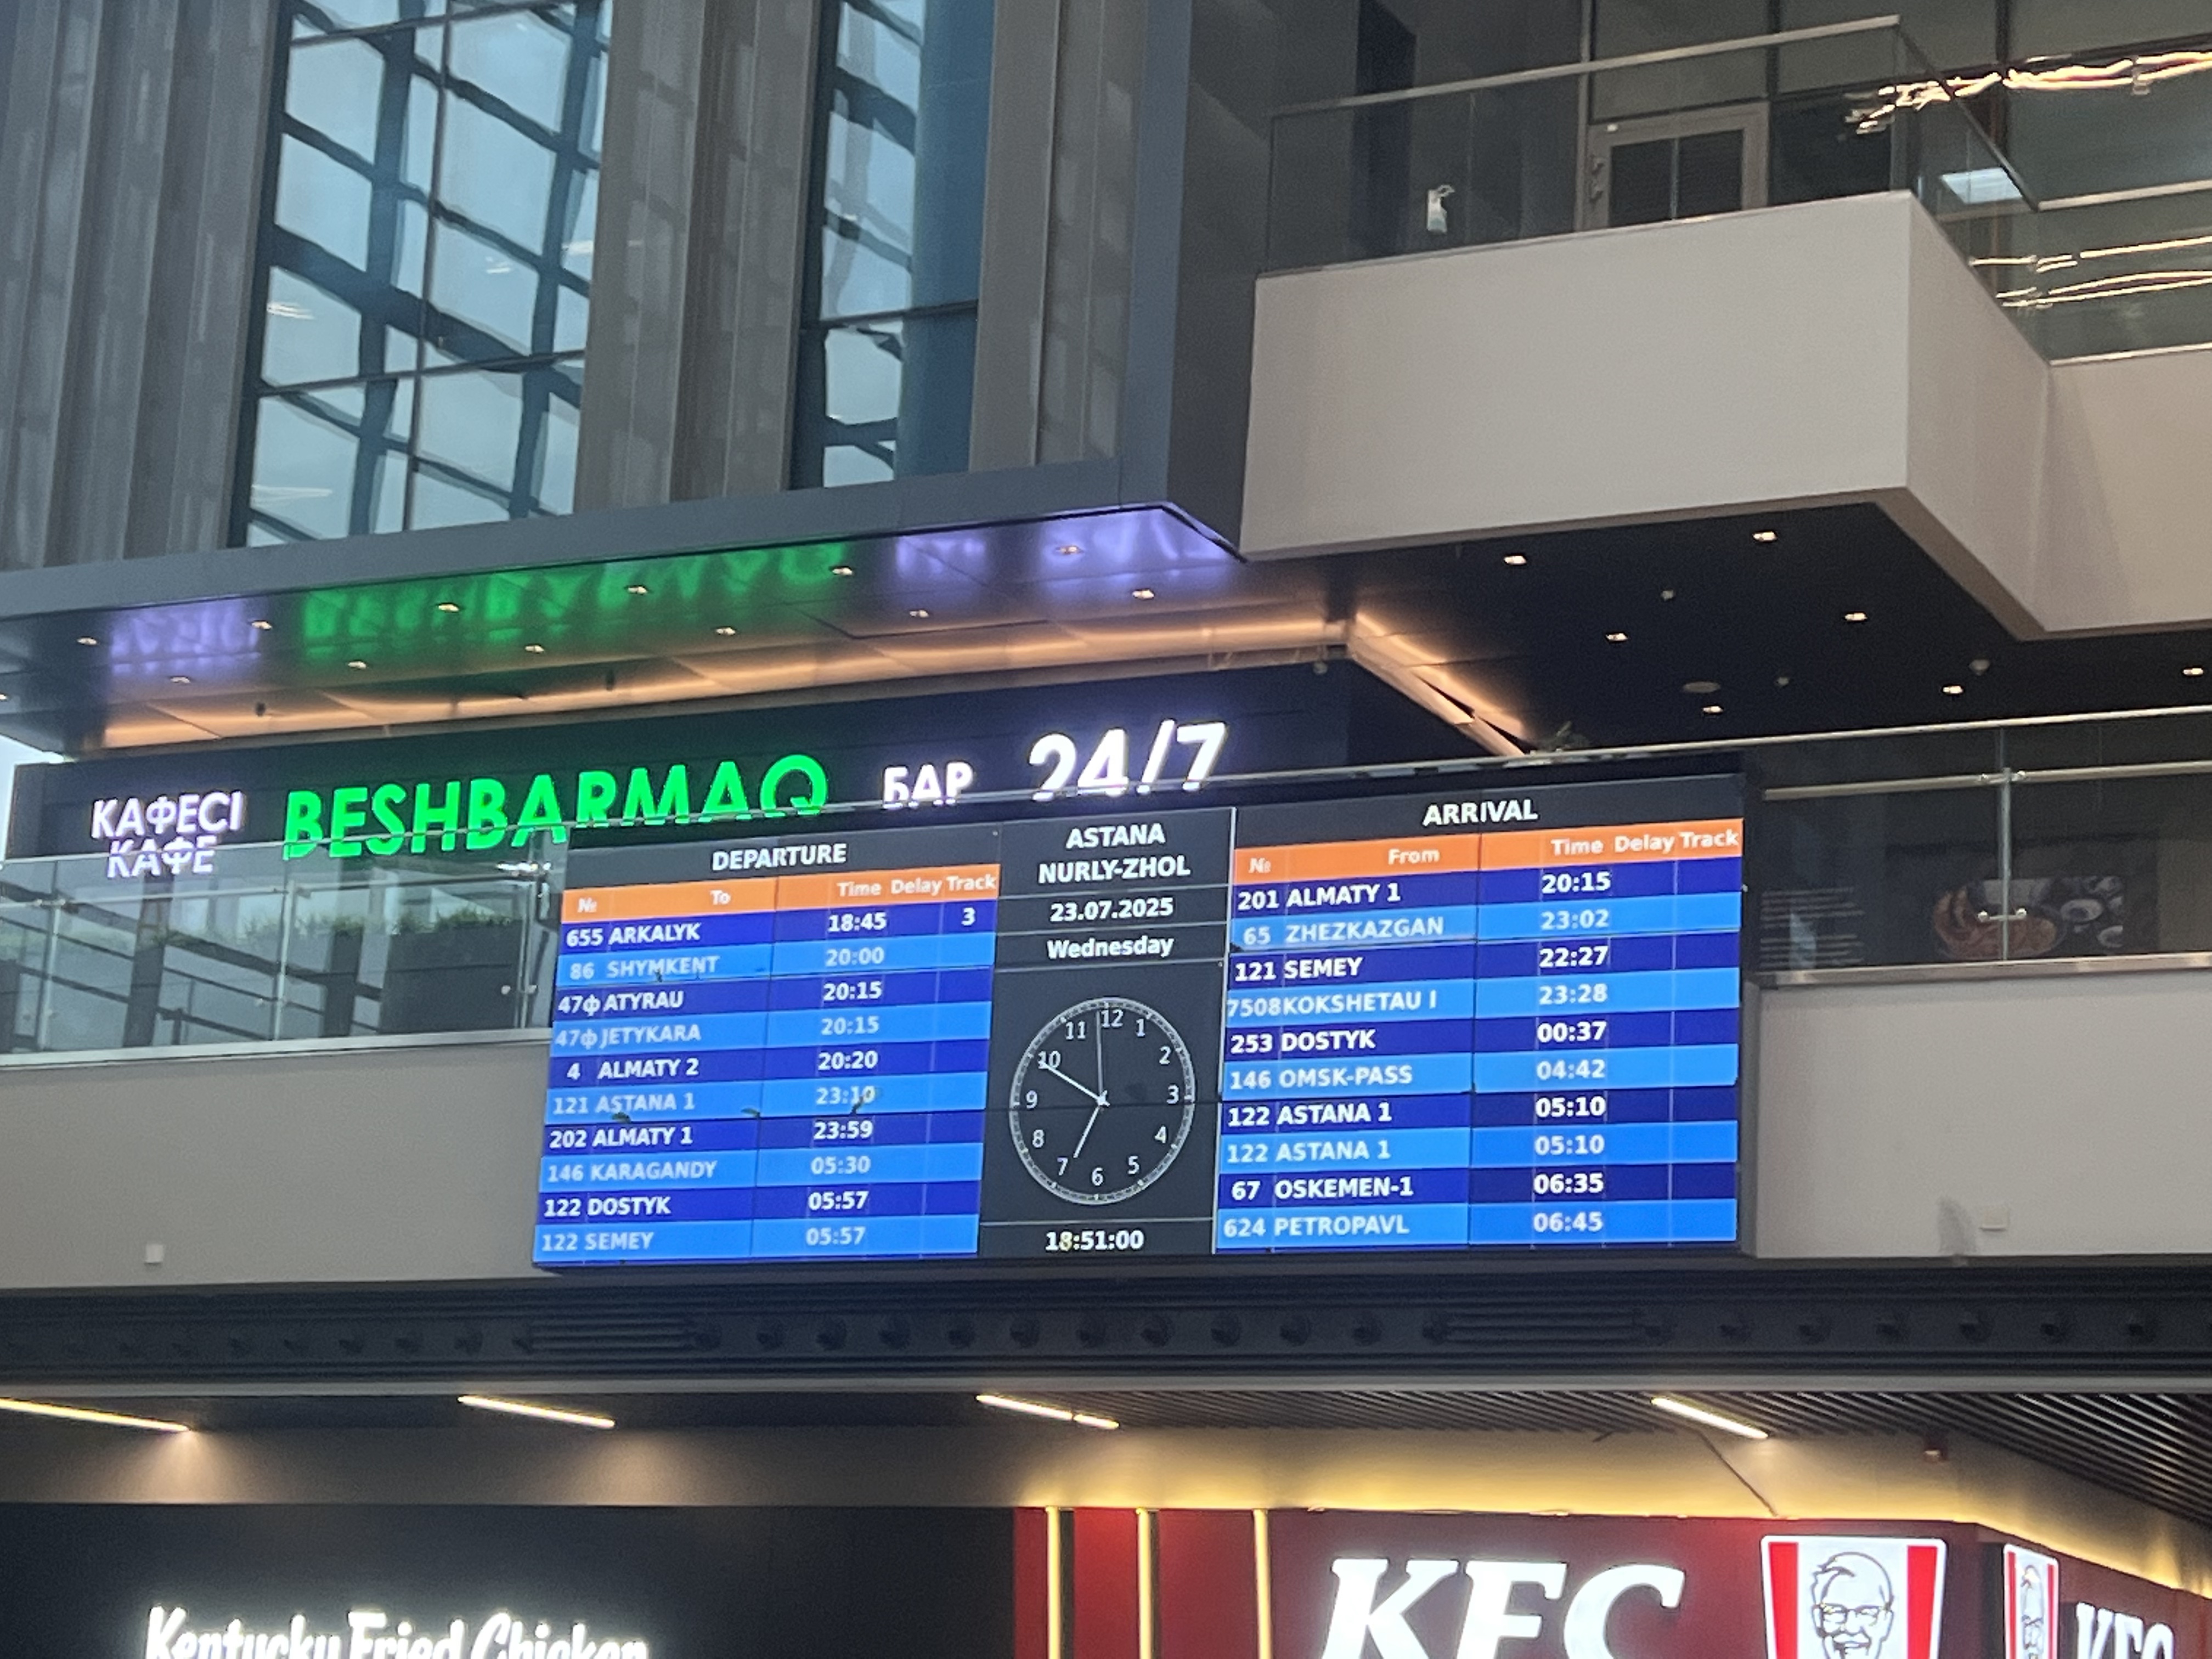 КАФЕСІ
КАФЕ
BESHBARMAQ
БАР
24/7
DEPARTURE
№ To Time Delay Track
655 ARKALYK 18:45 3
86 SHYMKENT 20:00
47ф ATYRAU 20:15
47ф JETYKARA 20:15
4 ALMATY 2 20:20
121 ASTANA 1 23:10
202 ALMATY 1 23:59
146 KARAGANDY 05:30
122 DOSTYK 05:57
122 SEMEY 05:57
ASTANA
NURLY-ZHOL
23.07.2025
Wednesday
12
1
2
3
4
5
6
7
8
9
10
11
18:51:00
ARRIVAL
№ From Time Delay Track
201 ALMATY 1 20:15
65 ZHEZKAZGAN 23:02
121 SEMEY 22:27
7508 KOKSHETAU I 23:28
253 DOSTYK 00:37
146 OMSK-PASS 04:42
122 ASTANA 1 05:10
122 ASTANA 1 05:10
67 OSKEMEN-1 06:35
624 PETROPAVL 06:45
Kentucky Fried Chicken
KFC
KFC